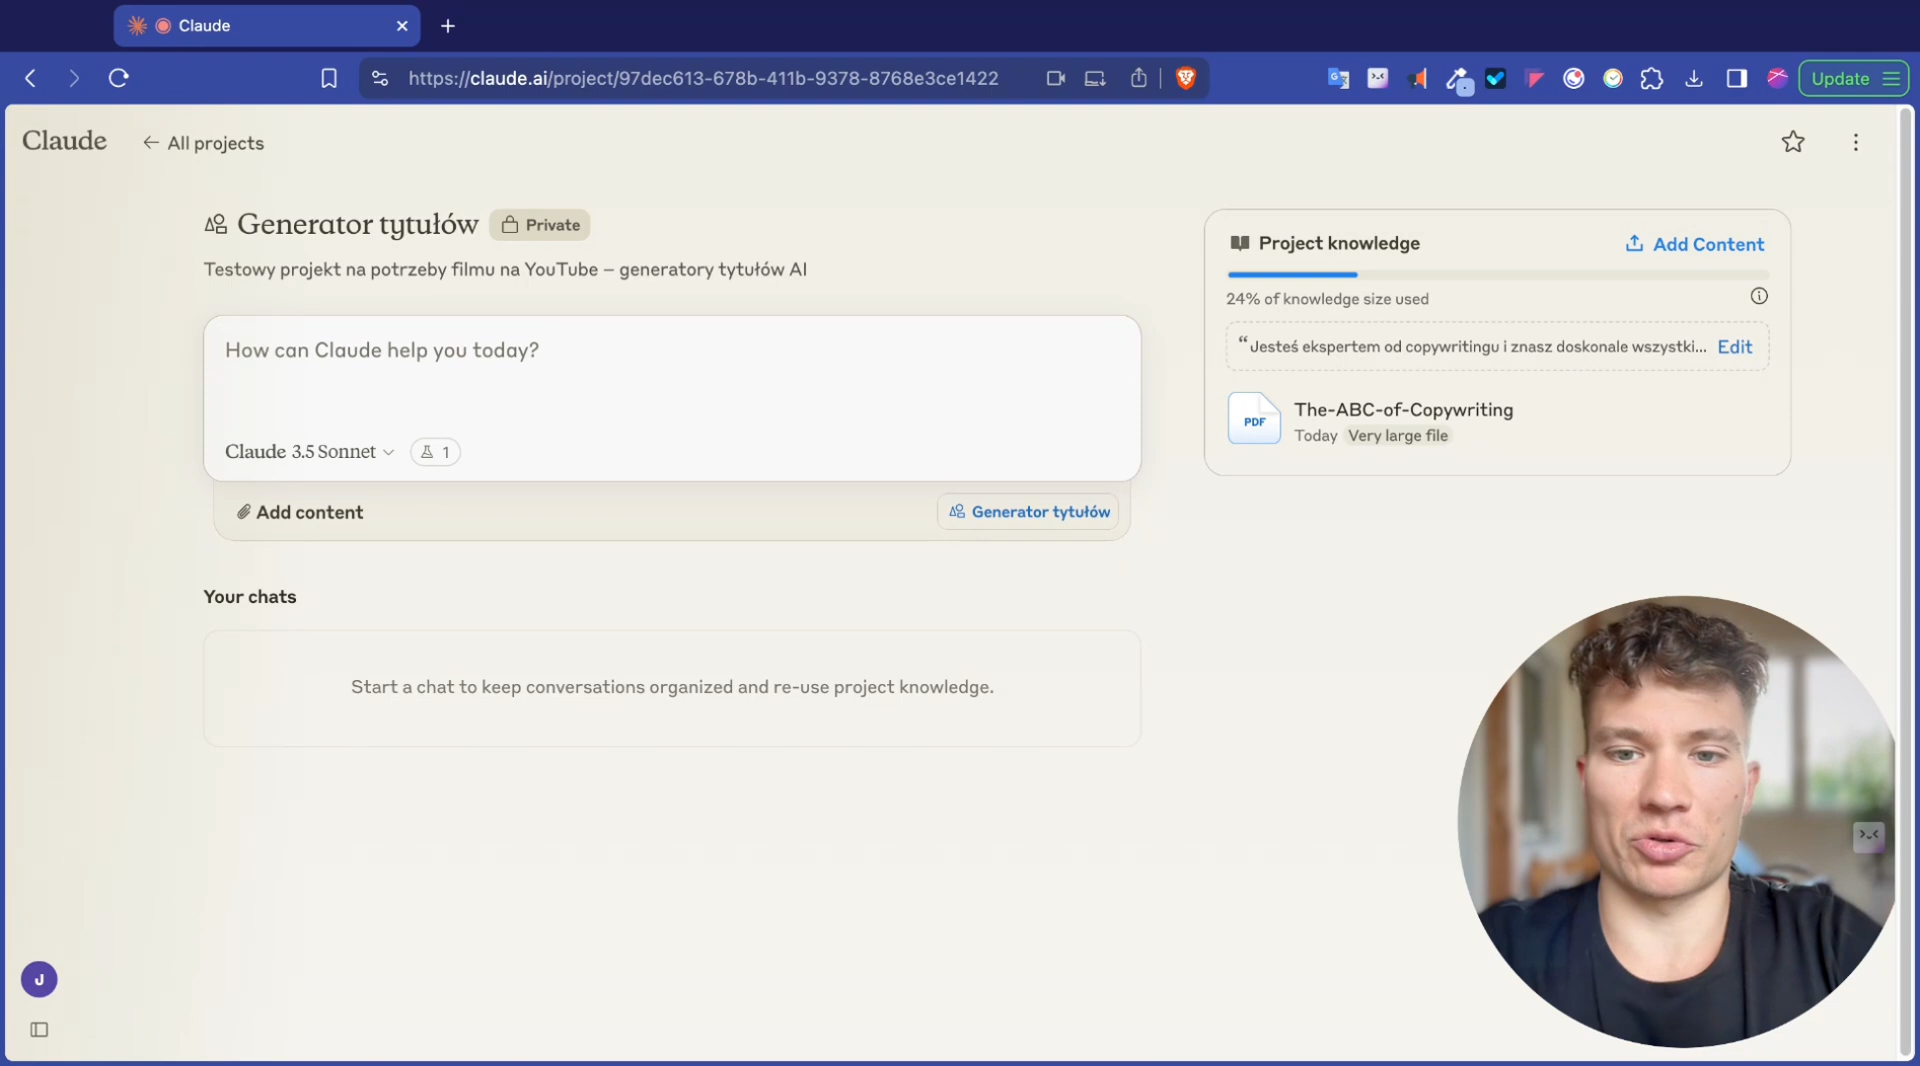 Claude
https://claude.ai/project/97dec613-678b-411b-9378-8768e3ce1422
Update
Claude
← All projects
Generator tytułów
Private
Testowy projekt na potrzeby filmu na YouTube – generatory tytułów AI
How can Claude help you today?
Claude 3.5 Sonnet
1
Add content
Generator tytułów
Your chats
Start a chat to keep conversations organized and re-use project knowledge.
Project knowledge
Add Content
24% of knowledge size used
“Jesteś ekspertem od copywritingu i znasz doskonale wszystki...
Edit
PDF
The-ABC-of-Copywriting
Today
Very large file
J